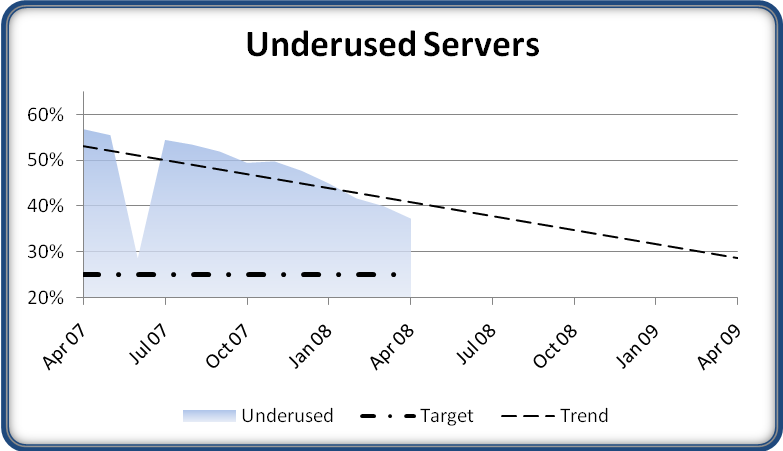 Underused Servers
60%
50%
40%
30%
20%
Apr 07
Jul 07
Oct 07
Jan 08
Apr 08
Jul 08
Oct 08
Jan 09
Apr 09
Underused
Target
Trend